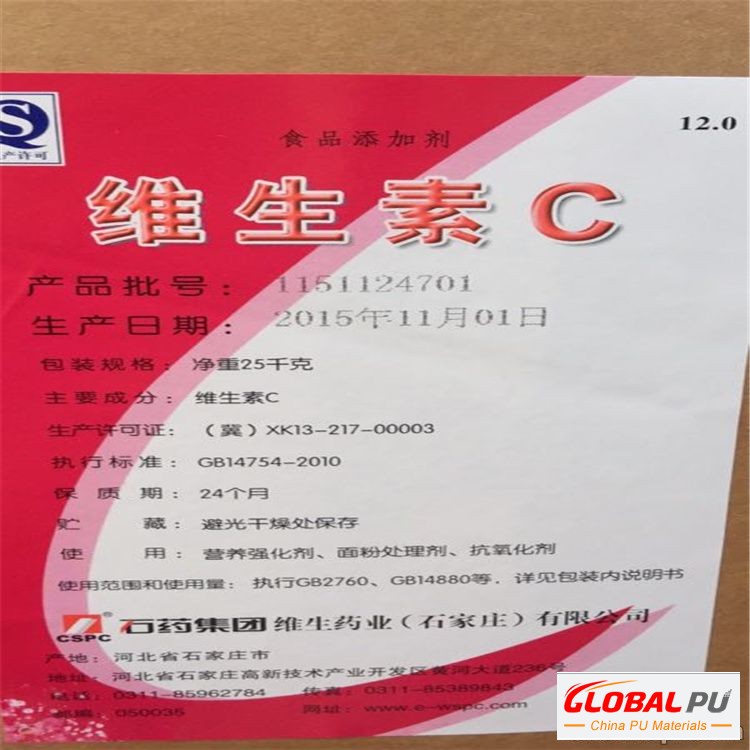 产许可
食品添加剂
12.0
维生素C
产品批号：1151124701
生产日期：2015年11月01日
包装规格：净重25千克
主要成分：维生素C
生产许可证：（冀）XK13-217-00003
执行标准：GB14754-2010
保质期：24个月
贮藏：避光干燥处保存
使用：营养强化剂、面粉处理剂、抗氧化剂
使用范围和使用量：执行GB2760、GB14880等，详见包装内说明书
CSPC 石药集团维生药业（石家庄）有限公司
产地：河北省石家庄市
地址：河北省石家庄高新技术产业开发区黄河大道236号
电话：0311-85962784 传真：0311-85389843
邮编：050035 网址：www.e-wspc.com
GLOBAL PU
China PU Materials